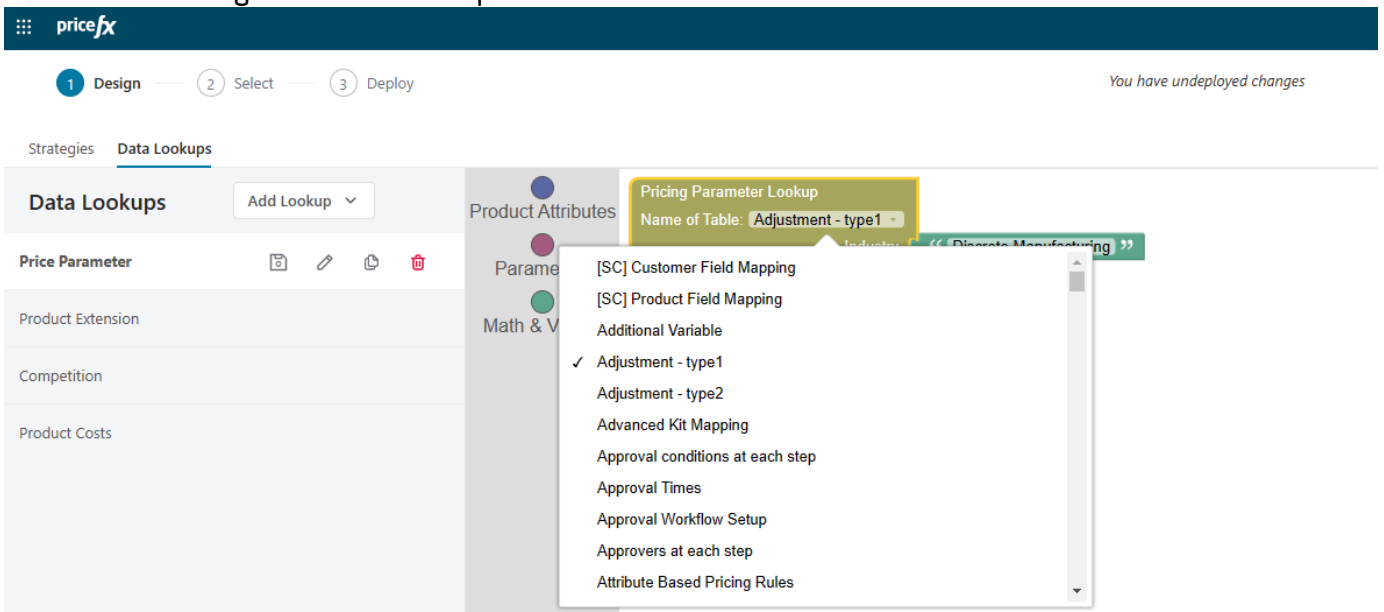 pricefx
1 Design 2 Select 3 Deploy You have undeployed changes
Strategies Data Lookups
Data Lookups Add Lookup
Price Parameter
Product Extension
Competition
Product Costs
Product Attributes
Parame
Math & V
Pricing Parameter Lookup
Name of Table: Adjustment - type1
Industry “ Discrete Manufacturing ”
[SC] Customer Field Mapping
[SC] Product Field Mapping
Additional Variable
✓ Adjustment - type1
Adjustment - type2
Advanced Kit Mapping
Approval conditions at each step
Approval Times
Approval Workflow Setup
Approvers at each step
Attribute Based Pricing Rules